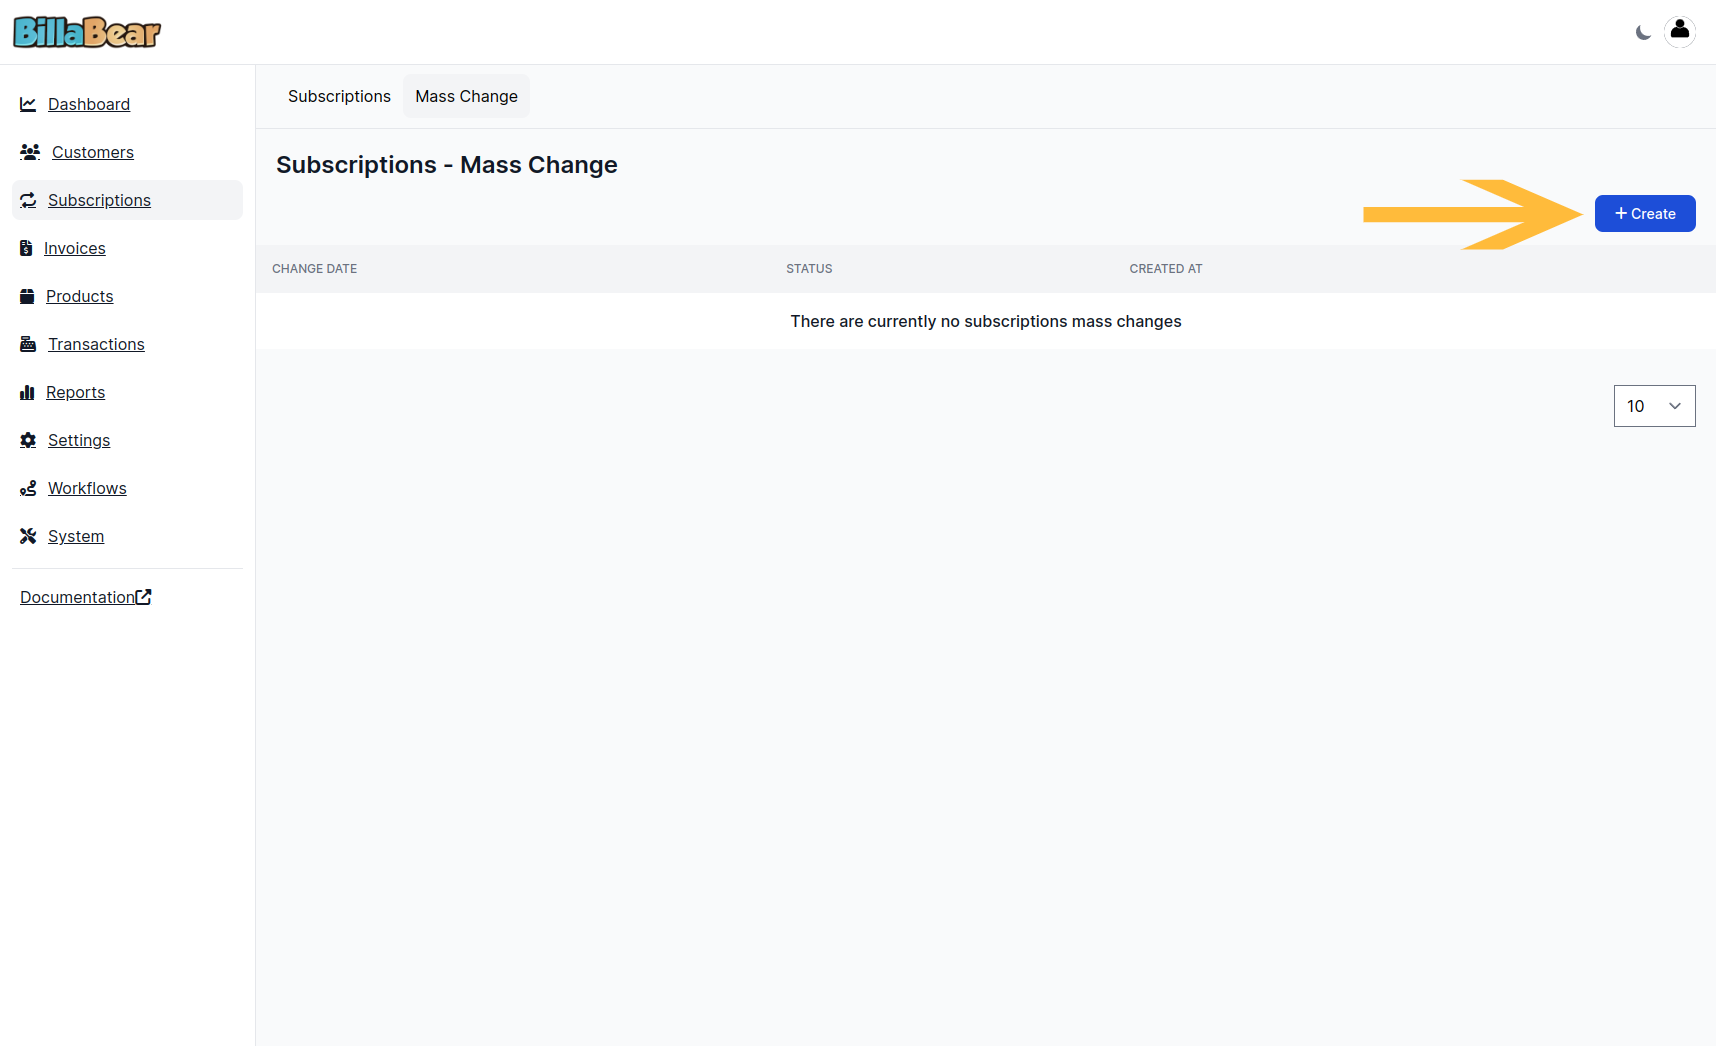 BillaBear
Dashboard
Customers
Subscriptions
Invoices
Products
Transactions
Reports
Settings
Workflows
System
Documentation
Subscriptions
Mass Change
Subscriptions - Mass Change
+ Create
CHANGE DATE STATUS CREATED AT
There are currently no subscriptions mass changes
10